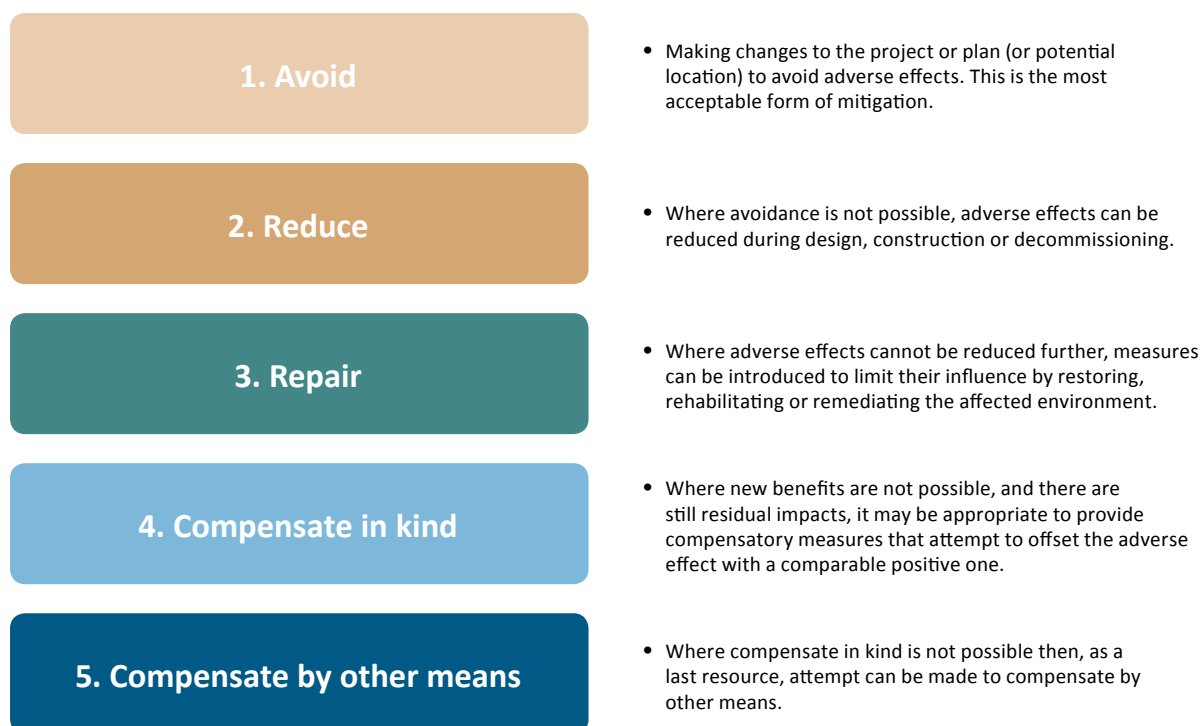 1. Avoid
• Making changes to the project or plan (or potential
location) to avoid adverse effects. This is the most
acceptable form of mitigation.
2. Reduce
• Where avoidance is not possible, adverse effects can be
reduced during design, construction or decommissioning.
3. Repair
• Where adverse effects cannot be reduced further, measures
can be introduced to limit their influence by restoring,
rehabilitating or remediating the affected environment.
4. Compensate in kind
• Where new benefits are not possible, and there are
still residual impacts, it may be appropriate to provide
compensatory measures that attempt to offset the adverse
effect with a comparable positive one.
5. Compensate by other means
• Where compensate in kind is not possible then, as a
last resource, attempt can be made to compensate by
other means.